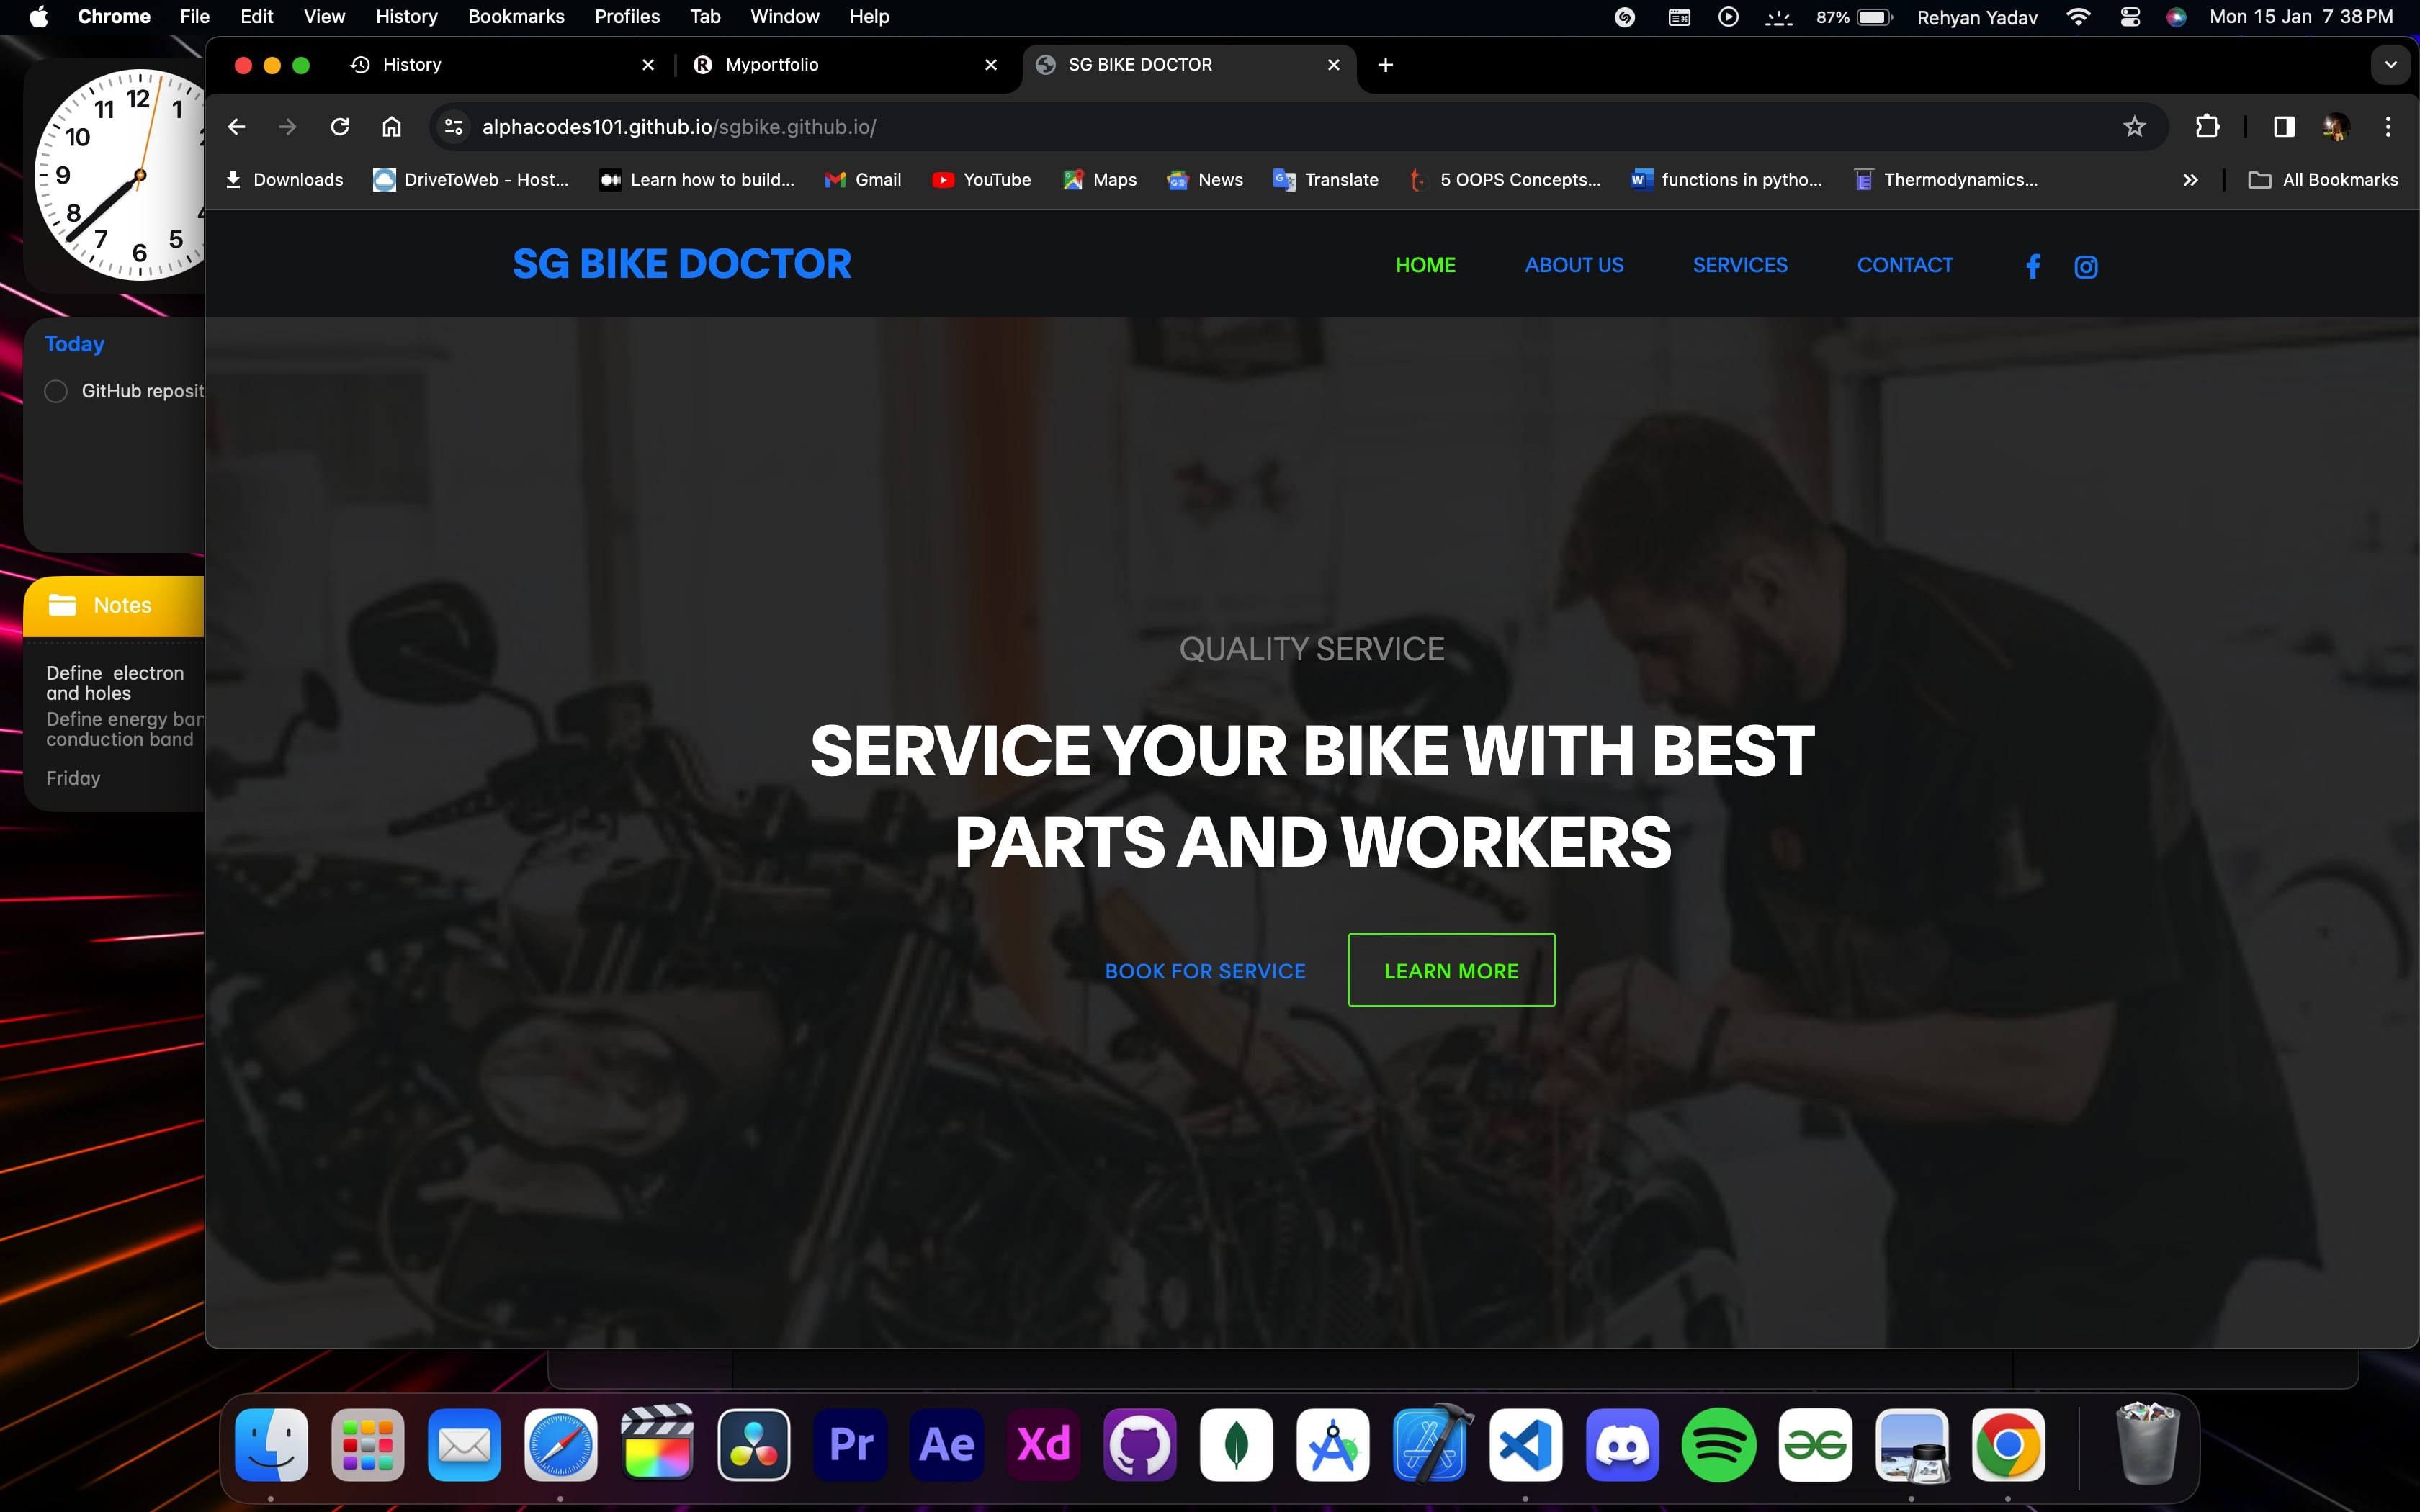 Chrome File Edit View History Bookmarks Profiles Tab Window Help
87% Rehyan Yadav Mon 15 Jan 7 38 PM
12
11 1
10
9
8
7 5
6
Today
GitHub reposit
Notes
Define electron
and holes
Define energy ban
conduction band
Friday
History Myportfolio SG BIKE DOCTOR
alphacodes101.github.io/sgbike.github.io/
Downloads DriveToWeb - Host... Learn how to build... Gmail YouTube Maps News Translate 5 OOPS Concepts... functions in pytho... Thermodynamics... » All Bookmarks
SG BIKE DOCTOR HOME ABOUT US SERVICES CONTACT
QUALITY SERVICE
SERVICE YOUR BIKE WITH BEST
PARTS AND WORKERS
BOOK FOR SERVICE LEARN MORE
Pr Ae Xd